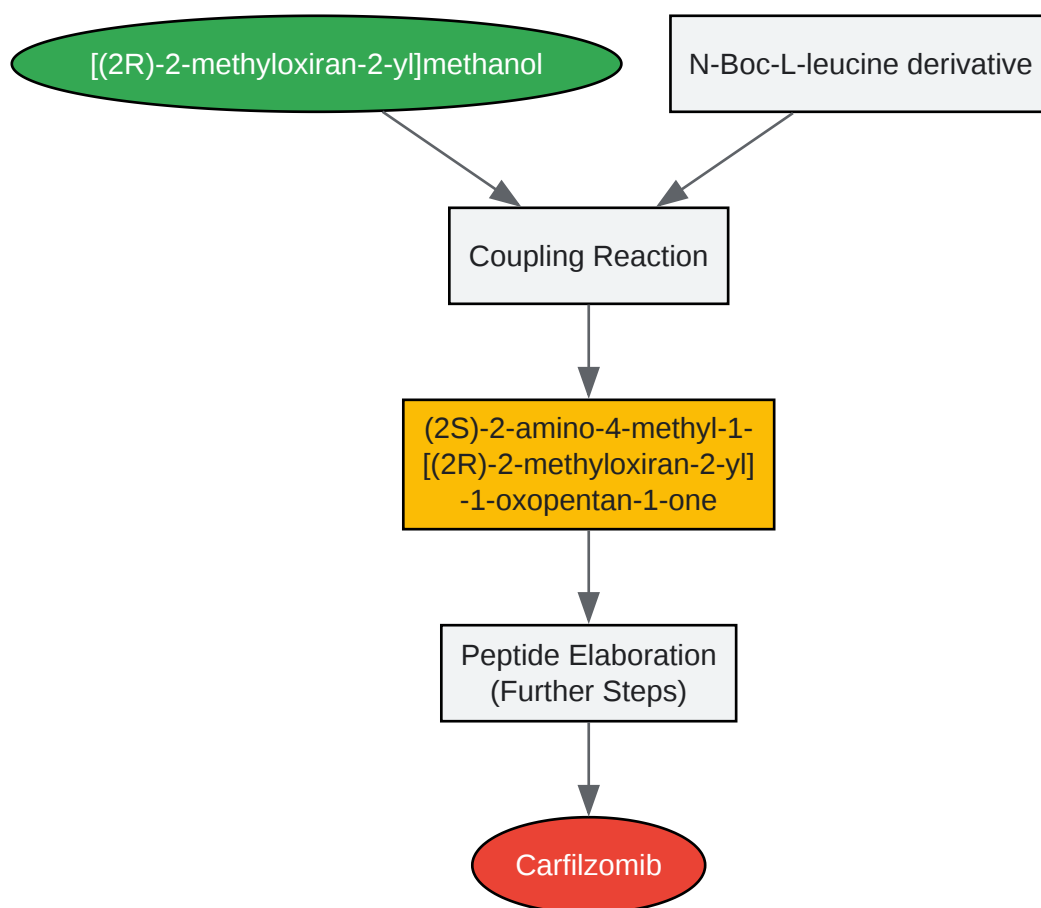 [(2R)-2-methyloxiran-2-yl]methanol
N-Boc-L-leucine derivative
Coupling Reaction
(2S)-2-amino-4-methyl-1-
[(2R)-2-methyloxiran-2-yl]
-1-oxopentan-1-one
Peptide Elaboration
(Further Steps)
Carfilzomib